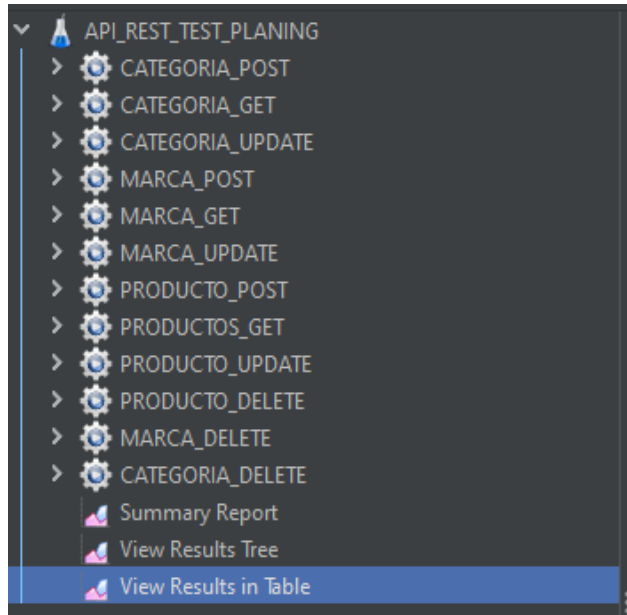 API_REST_TEST_PLANING
CATEGORIA_POST
CATEGORIA_GET
CATEGORIA_UPDATE
MARCA_POST
MARCA_GET
MARCA_UPDATE
PRODUCTO_POST
PRODUCTOS_GET
PRODUCTO_UPDATE
PRODUCTO_DELETE
MARCA_DELETE
CATEGORIA_DELETE
Summary Report
View Results Tree
View Results in Table